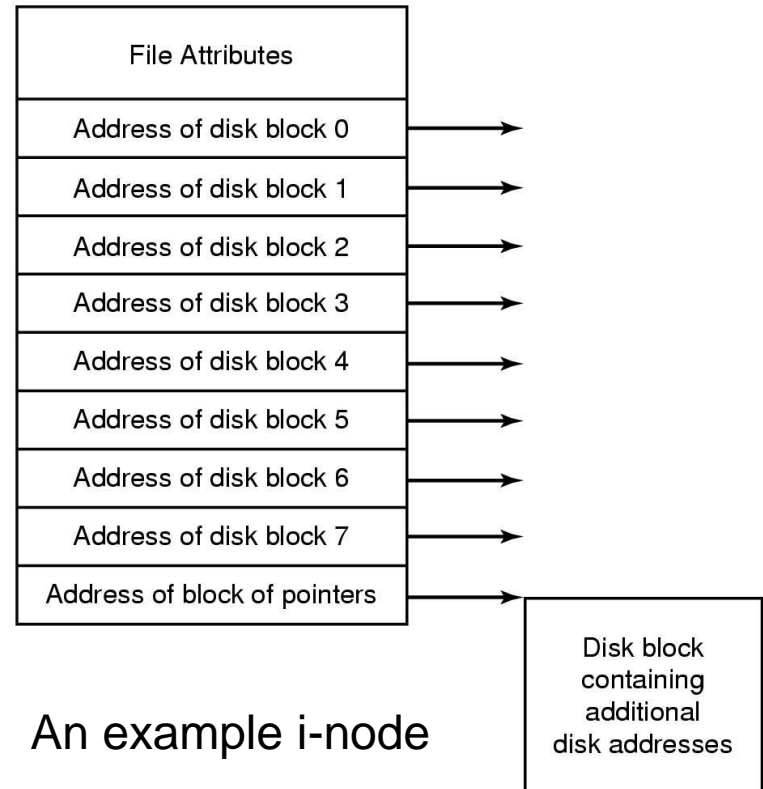 File Attributes
Address of disk block 0
Address of disk block 1
Address of disk block 2
Address of disk block 3
Address of disk block 4
Address of disk block 5
Address of disk block 6
Address of disk block 7
Address of block of pointers
Disk block
containing
additional
disk addresses
An example i-node